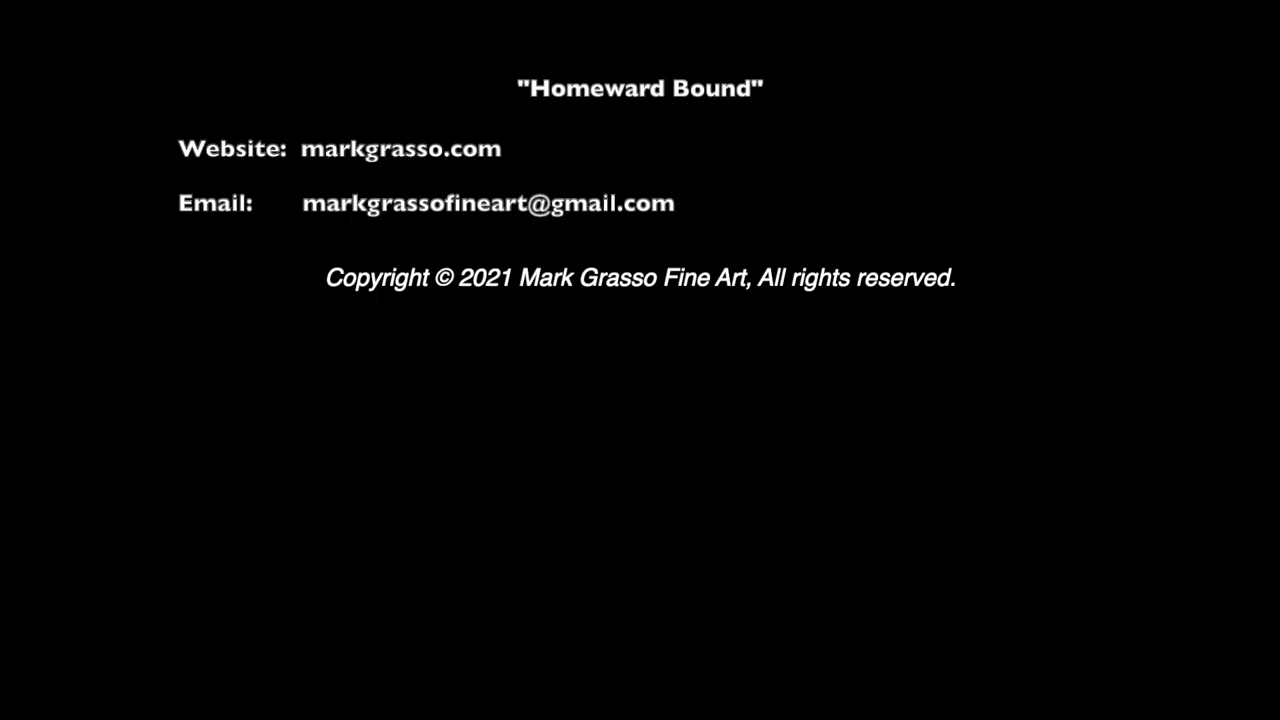 "Homeward Bound"
Website: markgrasso.com
Email: markgrassofineart@gmail.com
Copyright © 2021 Mark Grasso Fine Art, All rights reserved.